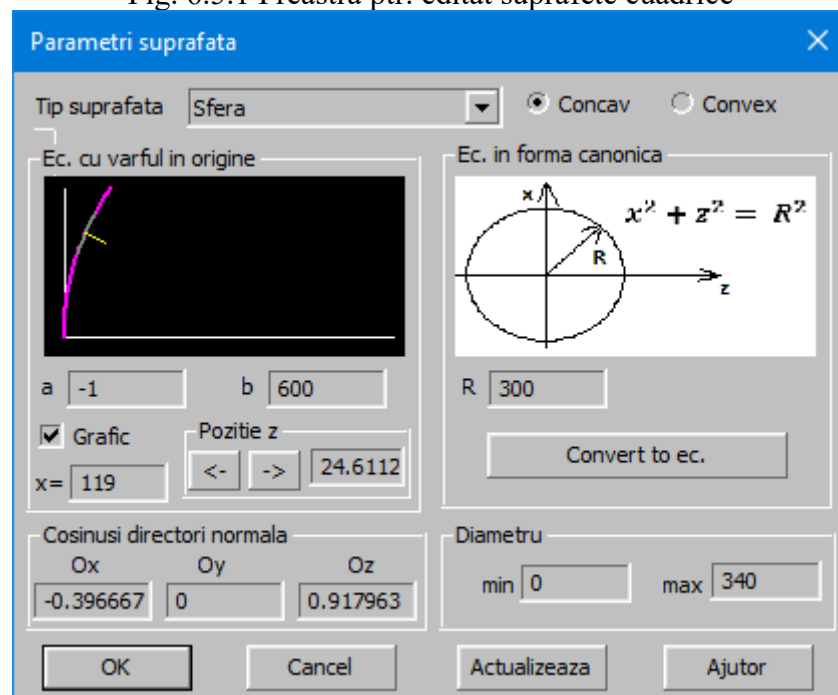 Fig. 6.5.1 Freastra ptr. editat suprafete cuadrice
Parametri suprafata
Tip suprafata Sfera Concav Convex
Ec. cu varful in origine
a -1 b 600
Grafic
x= 119
Pozitie z
<- -> 24.6112
Ec. in forma canonica
x
x² + z² = R²
R
z
R 300
Convert to ec.
Cosinusi directori normala
Ox Oy Oz
-0.396667 0 0.917963
Diametru
min 0 max 340
OK Cancel Actualizeaza Ajutor